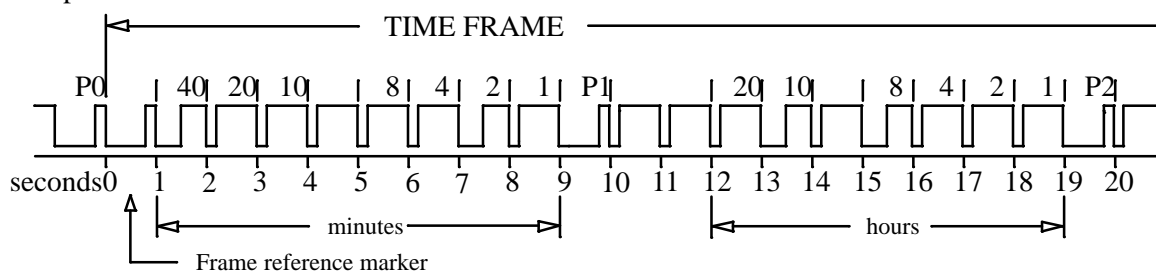 TIME FRAME
P0 40 20 10 8 4 2 1 P1 20 10 8 4 2 1 P2
seconds0 1 2 3 4 5 6 7 8 9 10 11 12 13 14 15 16 17 18 19 20
minutes hours
Frame reference marker